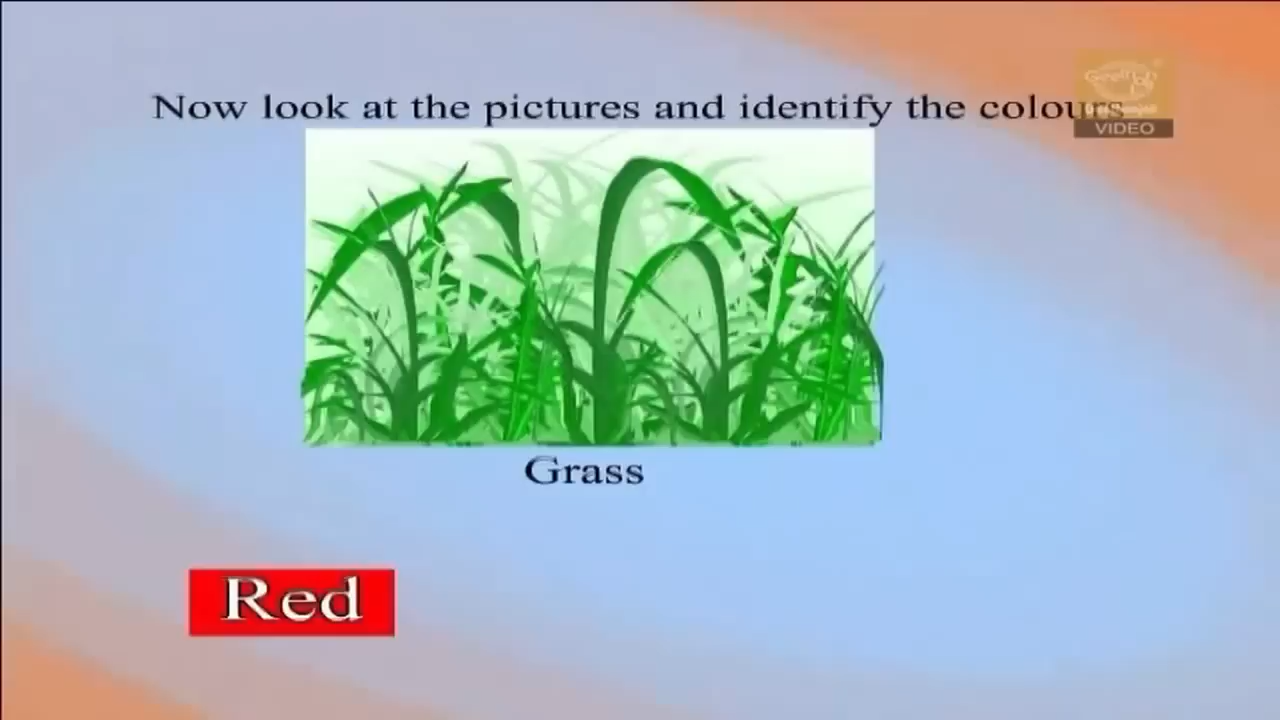 Now look at the pictures and identify the colours
VIDEO
Grass
Red